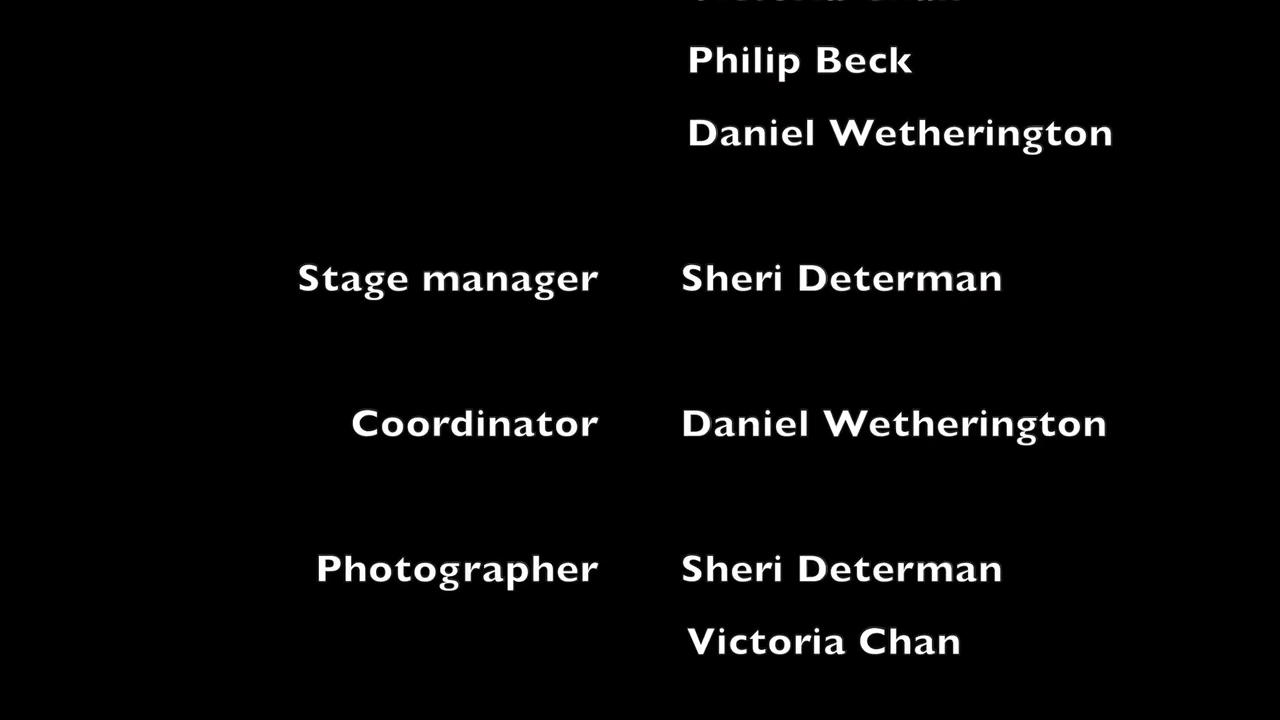 Philip Beck
Daniel Wetherington
Stage manager Sheri Determan
Coordinator Daniel Wetherington
Photographer Sheri Determan
Victoria Chan